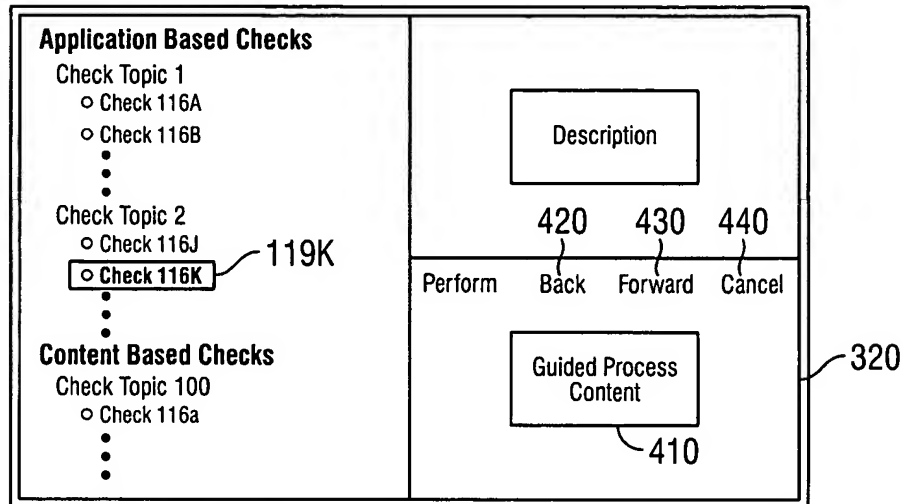 Application Based Checks
Check Topic 1
Check 116A
Check 116B
Check Topic 2
Check 116J
Check 116K
119K
Content Based Checks
Check Topic 100
Check 116a
Description
420 430 440
Perform Back Forward Cancel
Guided Process
Content
410
320